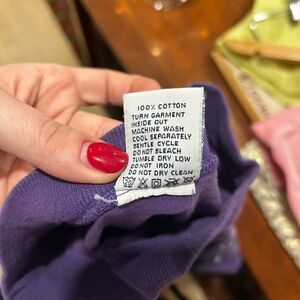 100% COTTON
TURN GARMENT
INSIDE OUT
MACHINE WASH
COOL SEPARATELY
GENTLE CYCLE
DO NOT BLEACH
TUMBLE DRY LOW
DO NOT IRON
DO NOT DRY CLEAN